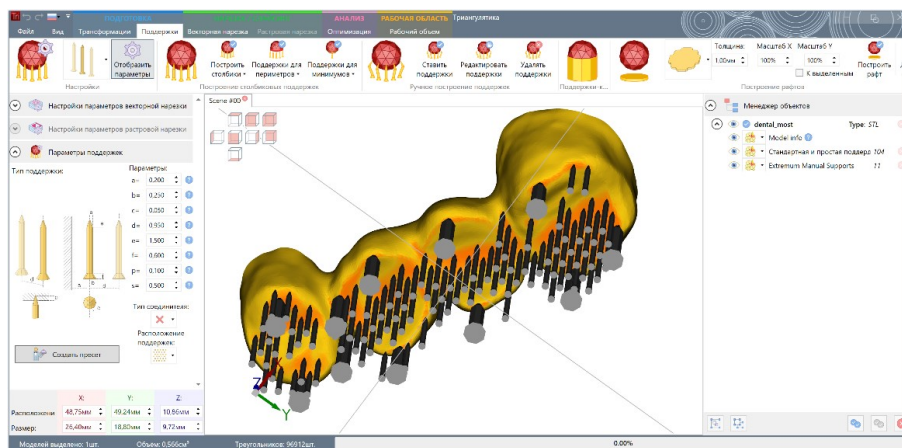 ПОДГОТОВКА
АНАЛИЗ
РАБОЧАЯ ОБЛАСТЬ
Триангулятика
Файл
Вид
Трансформации
Поддержки
Векторная нарезка
Растровая нарезка
Оптимизация
Рабочий объем
Отобразить параметры
Построить столбики
Поддержки для периметров
Поддержки для минимумов
Ставить поддержки
Редактировать поддержки
Удалить поддержки
Поддержки-к...
Толщина:
Масштаб X
Масштаб Y
1.00мм
100%
100%
К выделенным
Построить рафт
Настройки
Построение столбиковых поддержек
Ручное построение поддержек
Построение рафтов
Настройки параметров векторной нарезки
Настройки параметров растровой нарезки
Параметры поддержек
Тип поддержки:
Параметры:
a= 0.200
b= 0.250
c= 0.050
d= 0.950
e= 1.500
f= 0.600
p= 0.100
s= 0.500
Тип соединителя:
Расположение поддержек:
Создать пресет
X:
Y:
Z:
Расположени
48,75мм
49,24мм
10,86мм
Размер:
26,40мм
18,80мм
9,72мм
Scene #00
Z
Y
Менеджер объектов
dental_most
Type: STL
Model info
Стандартная и простая поддерж 104
Extremum Manual Supports 11
Моделей выделено: 1шт.
Объем: 0,566см³
Треугольников: 96912шт.
0.00%